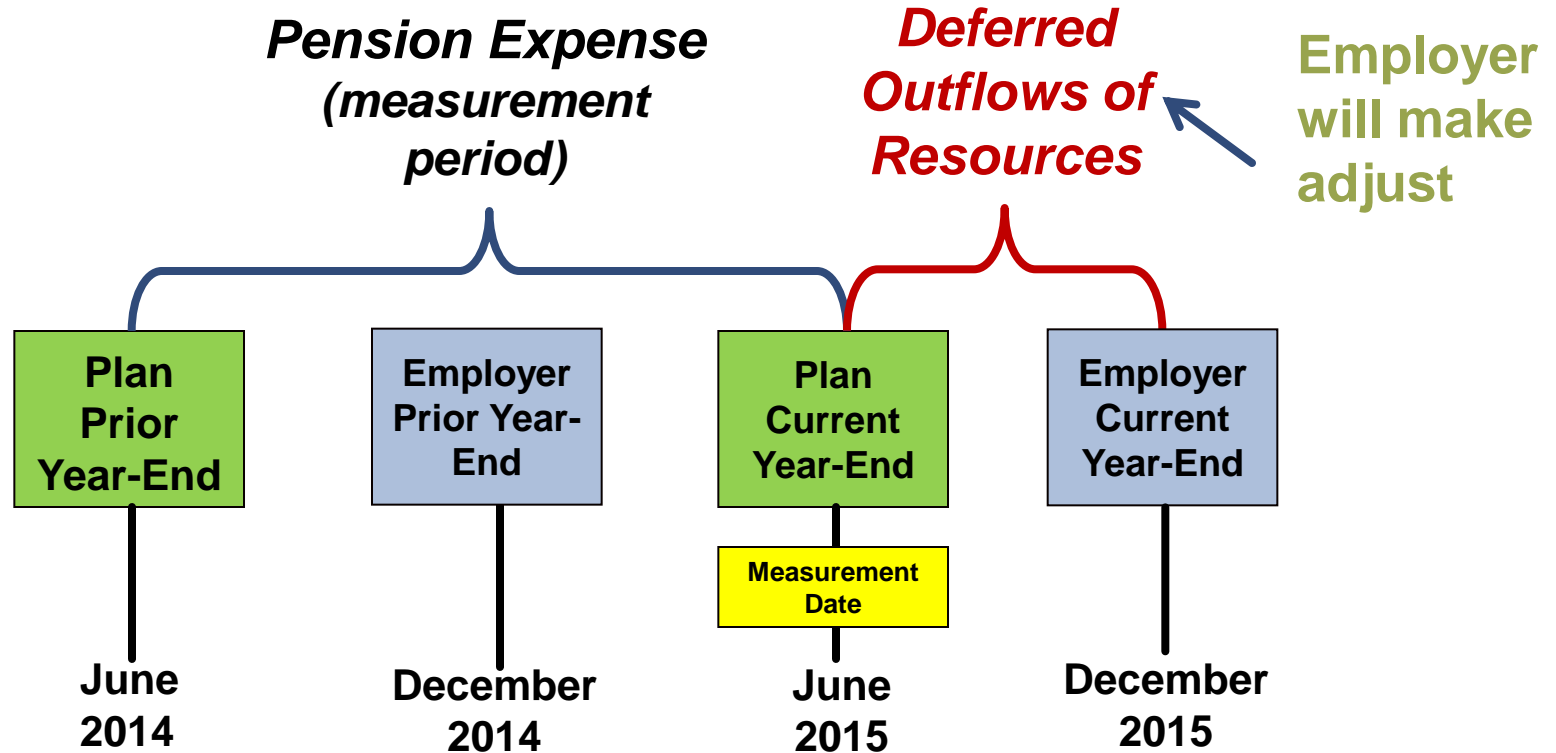 Pension Expense
(measurement
period)
Deferred
Outflows of
Resources
Employer
will make
adjust
Plan
Prior
Year-End
Employer
Prior Year-
End
Plan
Current
Year-End
Employer
Current
Year-End
Measurement
Date
June
2014
December
2014
June
2015
December
2015